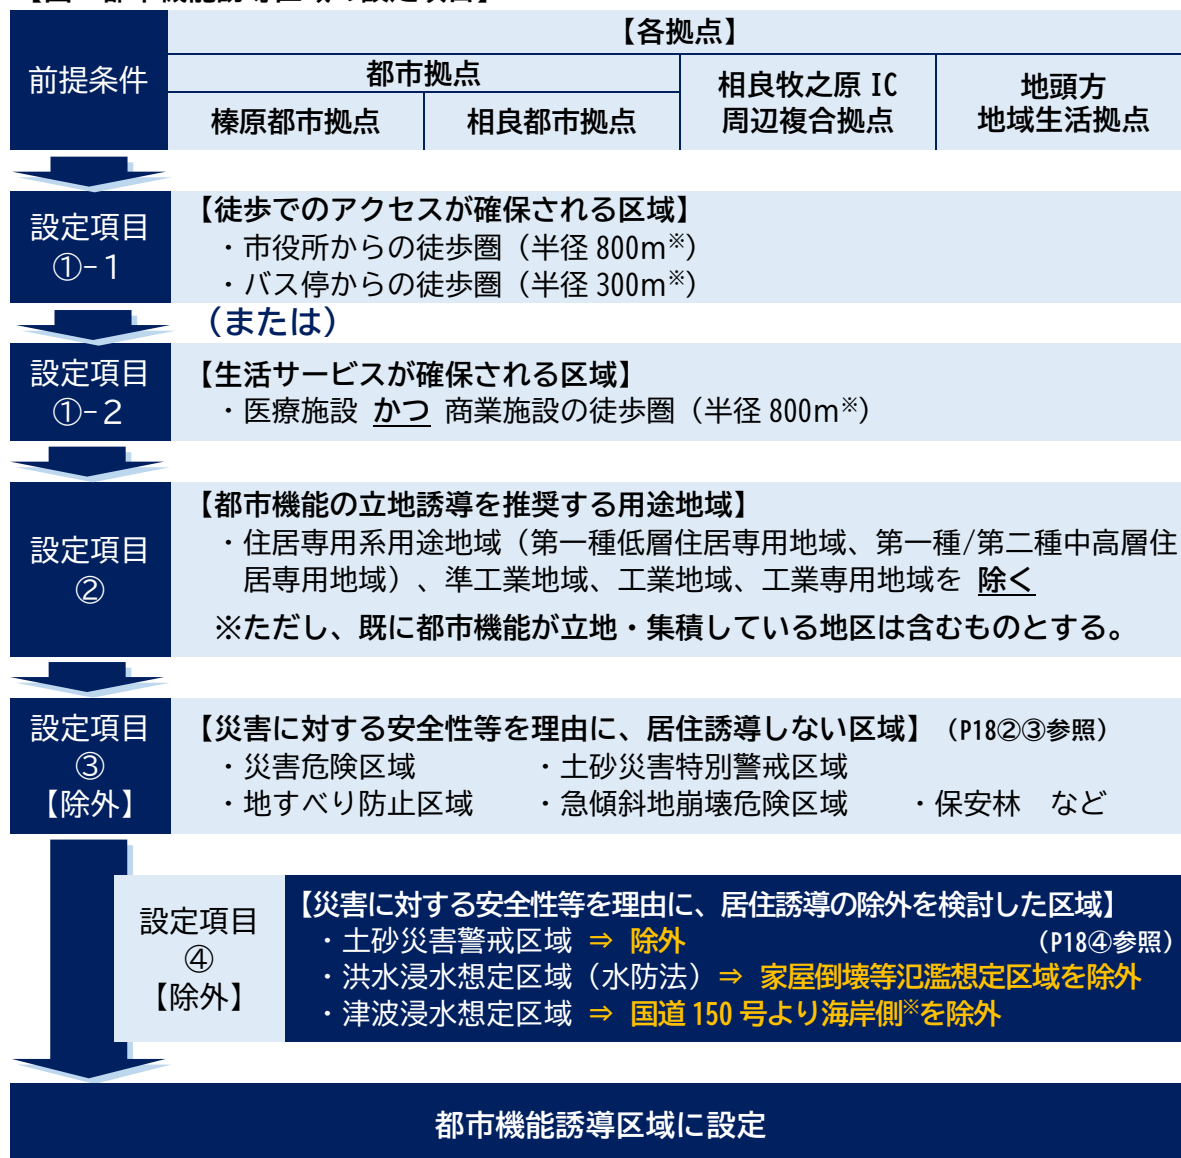 【図　都市機能誘導区域の設定項目】
前提条件
【各拠点】
都市拠点
榛原都市拠点
相良都市拠点
相良牧之原 IC
周辺複合拠点
地頭方
地域生活拠点
設定項目
①-1
【徒歩でのアクセスが確保される区域】
・市役所からの徒歩圏（半径 800m※）
・バス停からの徒歩圏（半径 300m※）
（または）
設定項目
①-2
【生活サービスが確保される区域】
・医療施設 かつ 商業施設の徒歩圏（半径 800m※）
設定項目
②
【都市機能の立地誘導を推奨する用途地域】
・住居専用系用途地域（第一種低層住居専用地域、第一種/第二種中高層住
居専用地域）、準工業地域、工業地域、工業専用地域を 除く
※ただし、既に都市機能が立地・集積している地区は含むものとする。
設定項目
③
【除外】
【災害に対する安全性等を理由に、居住誘導しない区域】（P18②③参照）
・災害危険区域　・土砂災害特別警戒区域
・地すべり防止区域　・急傾斜地崩壊危険区域　・保安林　など
設定項目
④
【除外】
【災害に対する安全性等を理由に、居住誘導の除外を検討した区域】
・土砂災害警戒区域 ⇒ 除外　（P18④参照）
・洪水浸水想定区域（水防法）⇒ 家屋倒壊等氾濫想定区域を除外
・津波浸水想定区域 ⇒ 国道 150 号より海岸側※を除外
都市機能誘導区域に設定